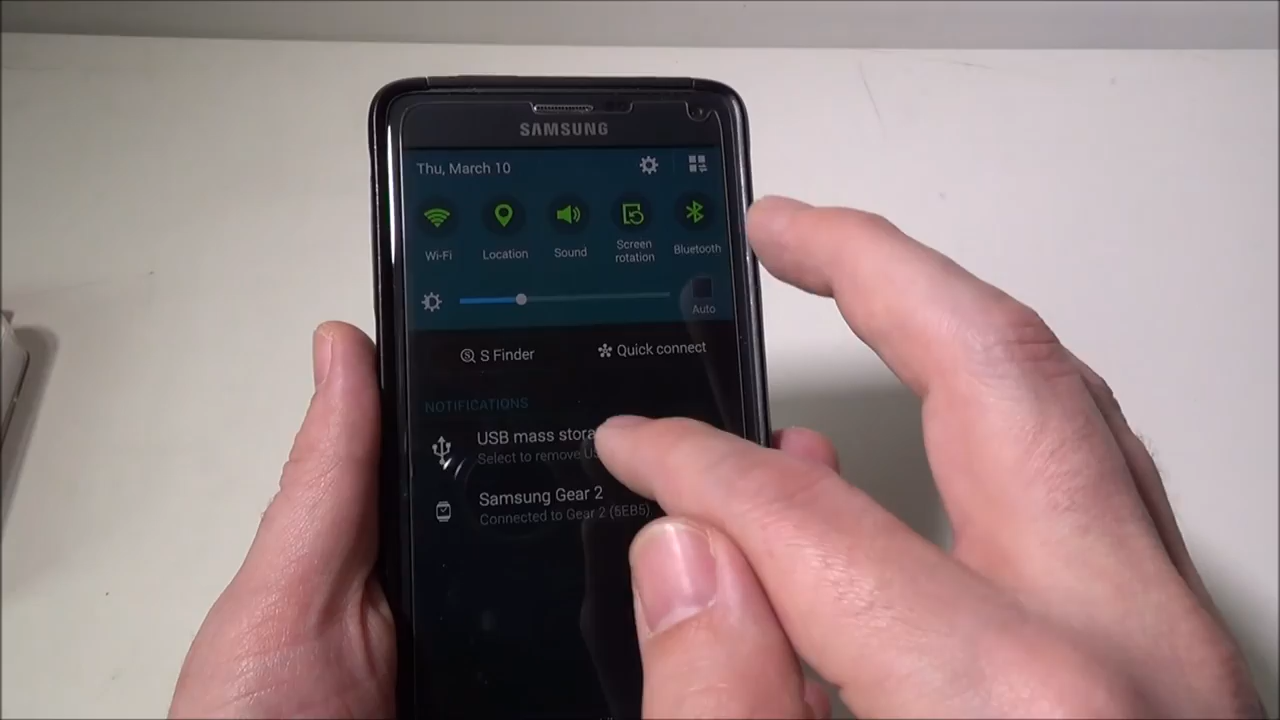 SAMSUNG
Thu, March 10
Wi-Fi
Location
Sound
Screen
rotation
Bluetooth
Auto
S Finder
Quick connect
NOTIFICATIONS
USB mass stora
Select to remove US
Samsung Gear 2
Connected to Gear 2 (5EB5)